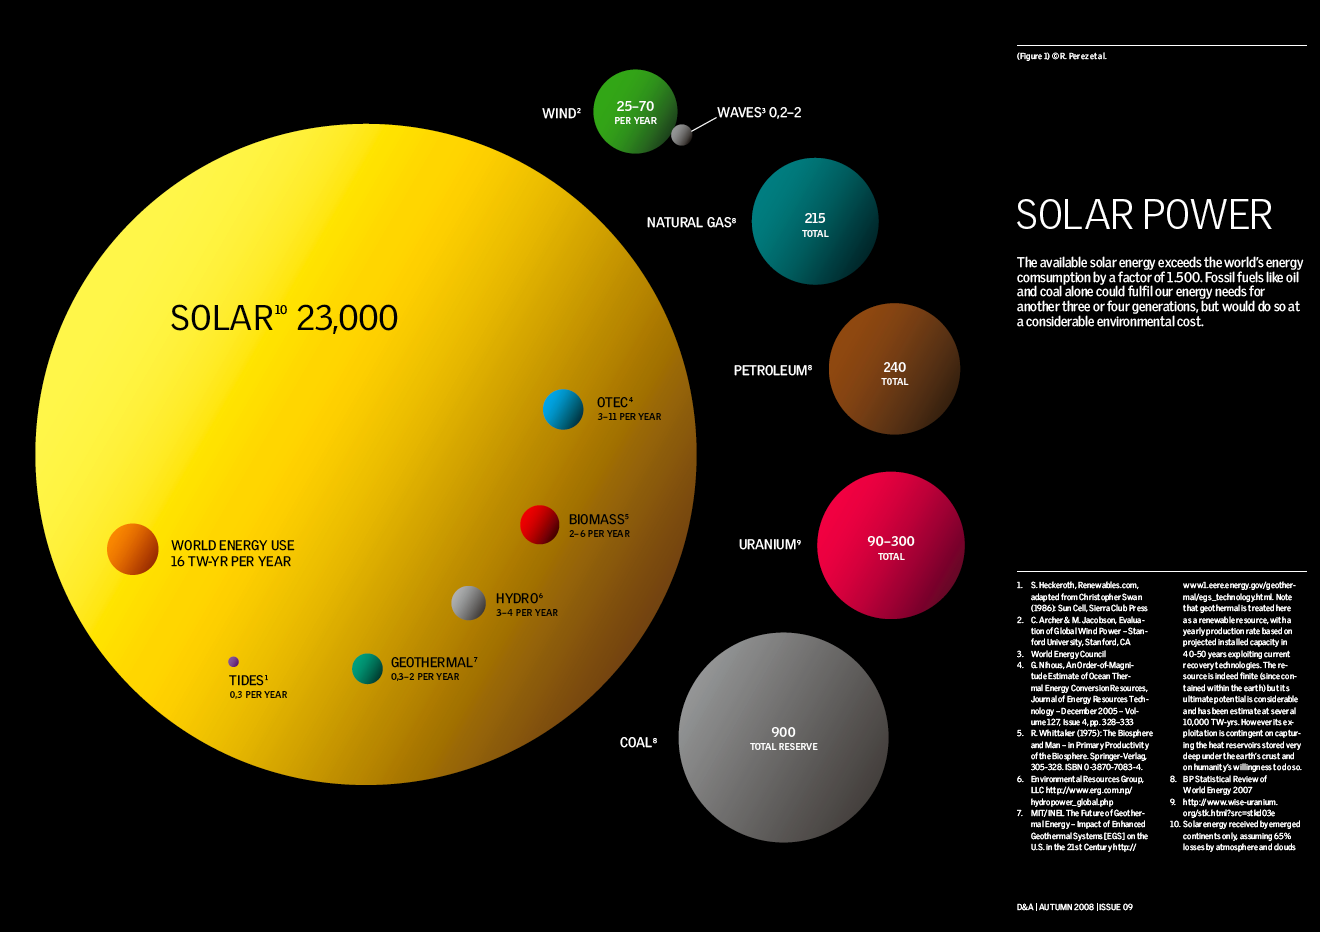 (Figure 1) © R. Perez et al.
WIND²
25–70
PER YEAR
WAVES³ 0,2–2
NATURAL GAS⁸
215
TOTAL
SOLAR POWER
The available solar energy exceeds the world's energy
comsumption by a factor of 1.500. Fossil fuels like oil
and coal alone could fulfil our energy needs for
another three or four generations, but would do so at
a considerable environmental cost.
SOLAR¹⁰ 23,000
PETROLEUM⁸
240
TOTAL
OTEC⁴
3–11 PER YEAR
BIOMASS⁵
2–6 PER YEAR
WORLD ENERGY USE
16 TW-YR PER YEAR
URANIUM⁹
90–300
TOTAL
HYDRO⁶
3–4 PER YEAR
GEOTHERMAL⁷
0,3–2 PER YEAR
TIDES¹
0,3 PER YEAR
COAL⁸
900
TOTAL RESERVE
1. S. Heckeroth, Renewables.com,
adapted from Christopher Swan
(1986): Sun Cell, Sierra Club Press
2. C. Archer & M. Jacobson, Evalua-
tion of Global Wind Power – Stan-
ford University, Stanford, CA
3. World Energy Council
4. G. Nihous, An Order-of-Magni-
tude Estimate of Ocean Ther-
mal Energy Conversion Resources,
Journal of Energy Resources Tech-
nology – December 2005 – Vol-
ume 127, Issue 4, pp. 328–333
5. R. Whittaker (1975): The Biosphere
and Man – in Primary Productivity
of the Biosphere. Springer-Verlag,
305-328. ISBN 0-3870-7083-4.
6. Environmental Resources Group,
LLC http://www.erg.com.np/
hydropower_global.php
7. MIT/INEL The Future of Geother-
mal Energy – Impact of Enhanced
Geothermal Systems [EGS] on the
U.S. in the 21st Century http://
www1.eere.energy.gov/geother-
mal/egs_technology.html. Note
that geothermal is treated here
as a renewable resource, with a
yearly production rate based on
projected installed capacity in
40-50 years exploiting current
recovery technologies. The re-
source is indeed finite (since con-
tained within the earth) but its
ultimate potential is considerable
and has been estimate at several
10,000 TW-yrs. However its ex-
ploitation is contingent on captur-
ing the heat reservoirs stored very
deep under the earth's crust and
on humanity's willingness to do so.
8. BP Statistical Review of
World Energy 2007
9. http://www.wise-uranium.
org/stk.html?src=stkd03e
10. Solar energy received by emerged
continents only, assuming 65%
losses by atmosphere and clouds
D&A | AUTUMN 2008 | ISSUE 09